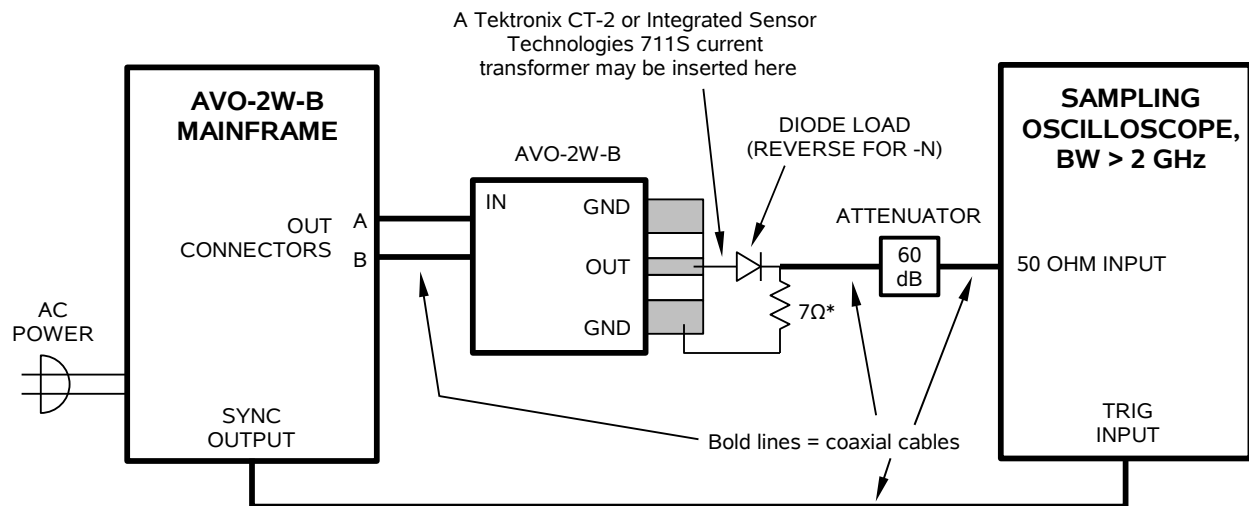 A Tektronix CT-2 or Integrated Sensor
Technologies 711S current
transformer may be inserted here
AVO-2W-B
MAINFRAME
SAMPLING
OSCILLOSCOPE,
BW > 2 GHz
DIODE LOAD
(REVERSE FOR -N)
AVO-2W-B
IN
GND
OUT
GND
OUT
CONNECTORS
A
B
ATTENUATOR
60
dB
50 OHM INPUT
7Ω*
AC
POWER
SYNC
OUTPUT
Bold lines = coaxial cables
TRIG
INPUT